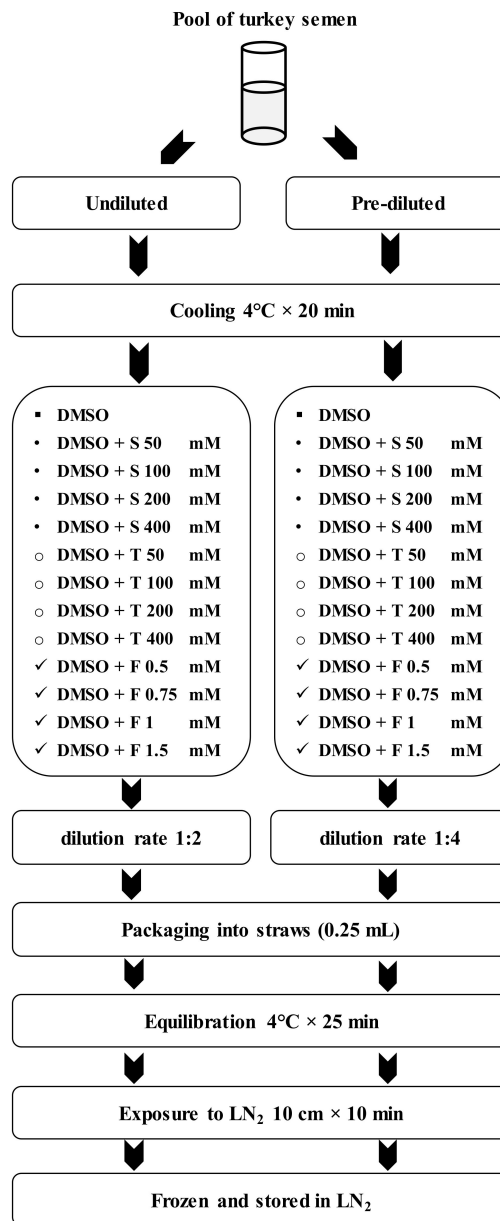 Pool of turkey semen
Undiluted
Pre-diluted
Cooling 4°C × 20 min
▪ DMSO
• DMSO + S 50 mM
• DMSO + S 100 mM
• DMSO + S 200 mM
• DMSO + S 400 mM
○ DMSO + T 50 mM
○ DMSO + T 100 mM
○ DMSO + T 200 mM
○ DMSO + T 400 mM
✓ DMSO + F 0.5 mM
✓ DMSO + F 0.75 mM
✓ DMSO + F 1 mM
✓ DMSO + F 1.5 mM
▪ DMSO
• DMSO + S 50 mM
• DMSO + S 100 mM
• DMSO + S 200 mM
• DMSO + S 400 mM
○ DMSO + T 50 mM
○ DMSO + T 100 mM
○ DMSO + T 200 mM
○ DMSO + T 400 mM
✓ DMSO + F 0.5 mM
✓ DMSO + F 0.75 mM
✓ DMSO + F 1 mM
✓ DMSO + F 1.5 mM
dilution rate 1:2
dilution rate 1:4
Packaging into straws (0.25 mL)
Equilibration 4°C × 25 min
Exposure to LN₂ 10 cm × 10 min
Frozen and stored in LN₂